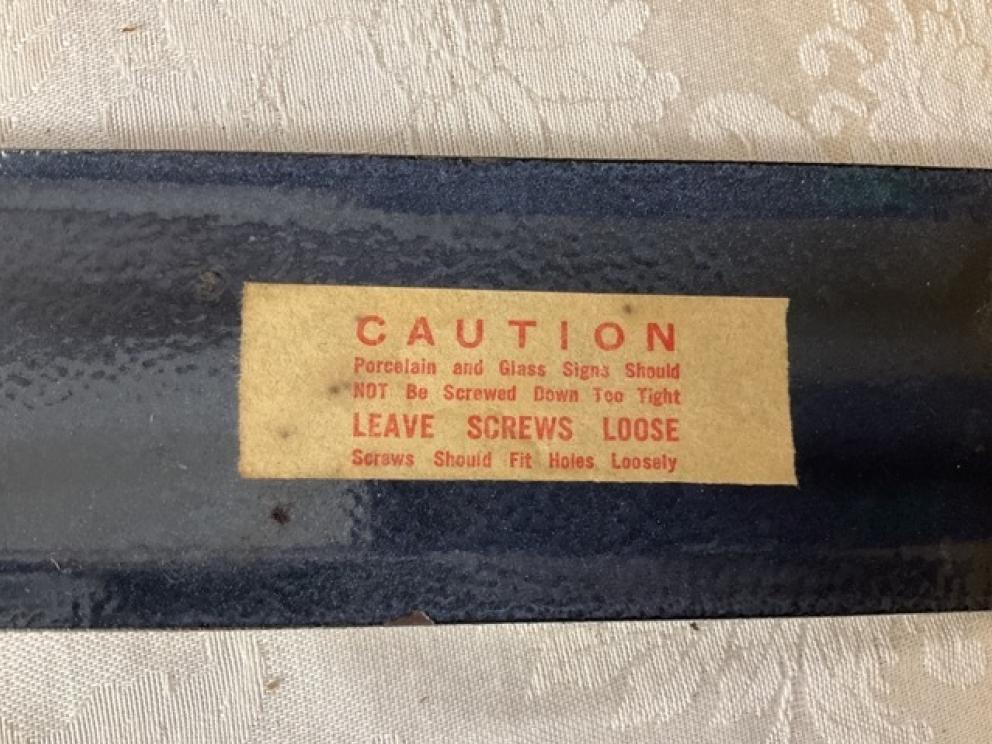 CAUTION
Porcelain and Glass Signs Should
NOT Be Screwed Down Too Tight
LEAVE SCREWS LOOSE
Screws Should Fit Holes Loosely